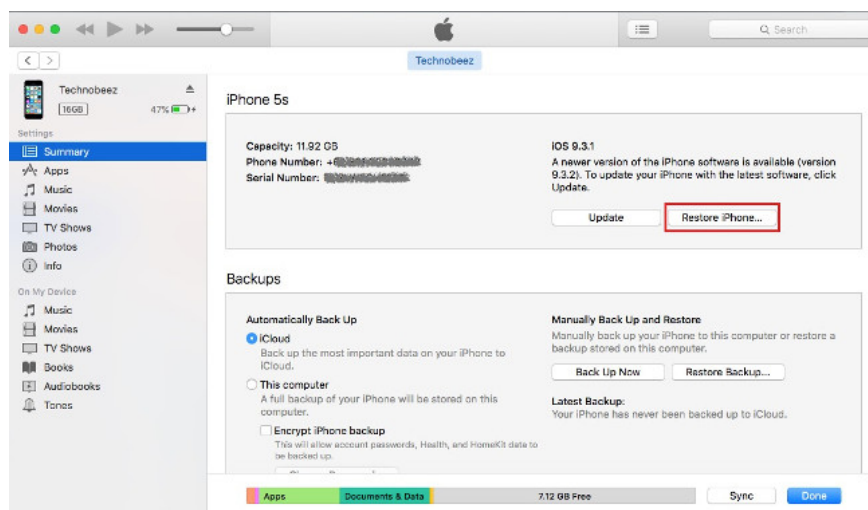 Search
Technobeez
Technobeez
16GB
47%
Settings
Summary
Apps
Music
Movies
TV Shows
Photos
Info
On My Device
Music
Movies
TV Shows
Books
Audiobooks
Tones
iPhone 5s
Capacity: 11.92 GB
Phone Number: +
Serial Number:
iOS 9.3.1
A newer version of the iPhone software is available (version
9.3.2). To update your iPhone with the latest software, click
Update.
Update
Restore iPhone...
Backups
Automatically Back Up
iCloud
Back up the most important data on your iPhone to
iCloud.
This computer
A full backup of your iPhone will be stored on this
computer.
Encrypt iPhone backup
This will allow account passwords, Health, and HomeKit data to
be backed up.
Manually Back Up and Restore
Manually back up your iPhone to this computer or restore a
backup stored on this computer.
Back Up Now
Restore Backup...
Latest Backup:
Your iPhone has never been backed up to iCloud.
Apps
Documents & Data
7.12 GB Free
Sync
Done